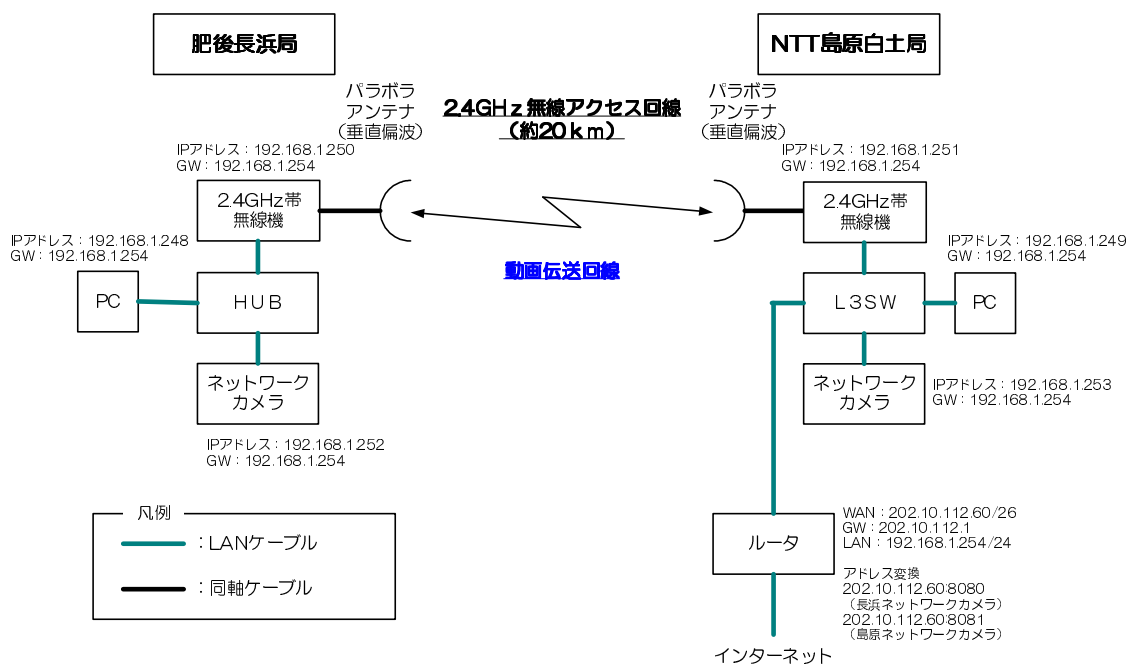 肥後長浜局
NTT島原白土局
パラボラ
アンテナ
（垂直偏波）
2.4GHz無線アクセス回線
（約20km）
パラボラ
アンテナ
（垂直偏波）
IPアドレス：192.168.1.250
GW：192.168.1.254
IPアドレス：192.168.1.251
GW：192.168.1.254
2.4GHz帯
無線機
2.4GHz帯
無線機
IPアドレス：192.168.1.248
GW：192.168.1.254
IPアドレス：192.168.1.249
GW：192.168.1.254
動画伝送回線
PC
HUB
L3SW
PC
ネットワーク
カメラ
ネットワーク
カメラ
IPアドレス：192.168.1.253
GW：192.168.1.254
IPアドレス：192.168.1.252
GW：192.168.1.254
凡例
：LANケーブル
：同軸ケーブル
ルータ
WAN：202.10.112.60/26
GW：202.10.112.1
LAN：192.168.1.254/24
アドレス変換
202.10.112.60:8080
（長浜ネットワークカメラ）
202.10.112.60:8081
（島原ネットワークカメラ）
インターネット